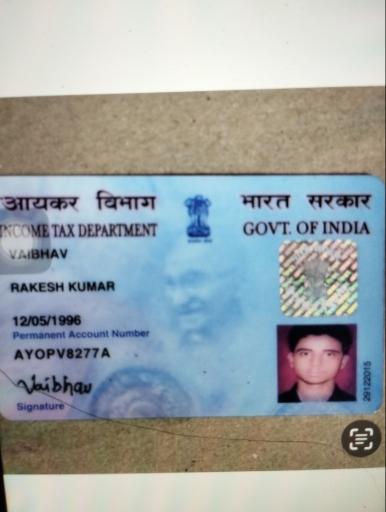 आयकर विभाग
भारत सरकार
INCOME TAX DEPARTMENT
GOVT. OF INDIA
VAIBHAV
RAKESH KUMAR
12/05/1996
Permanent Account Number
AYOPV8277A
Vaibhav
Signature
29122015